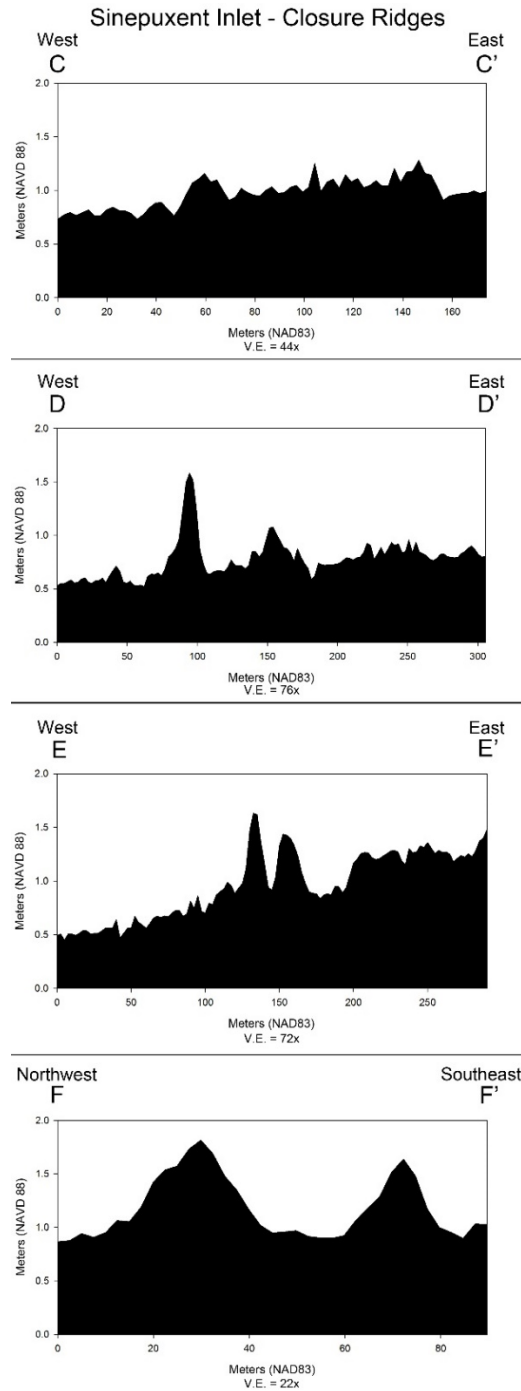 Sinepuxent Inlet - Closure Ridges
West East
C C'
2.0
1.5
1.0
0.5
0.0
Meters (NAVD 88)
0 20 40 60 80 100 120 140 160
Meters (NAD83)
V.E. = 44x
West East
D D'
2.0
1.5
1.0
0.5
0.0
Meters (NAVD 88)
0 50 100 150 200 250 300
Meters (NAD83)
V.E. = 76x
West East
E E'
2.0
1.5
1.0
0.5
0.0
Meters (NAVD 88)
0 50 100 150 200 250
Meters (NAD83)
V.E. = 72x
Northwest Southeast
F F'
2.0
1.5
1.0
0.5
0.0
Meters (NAVD 88)
0 20 40 60 80
Meters (NAD83)
V.E. = 22x